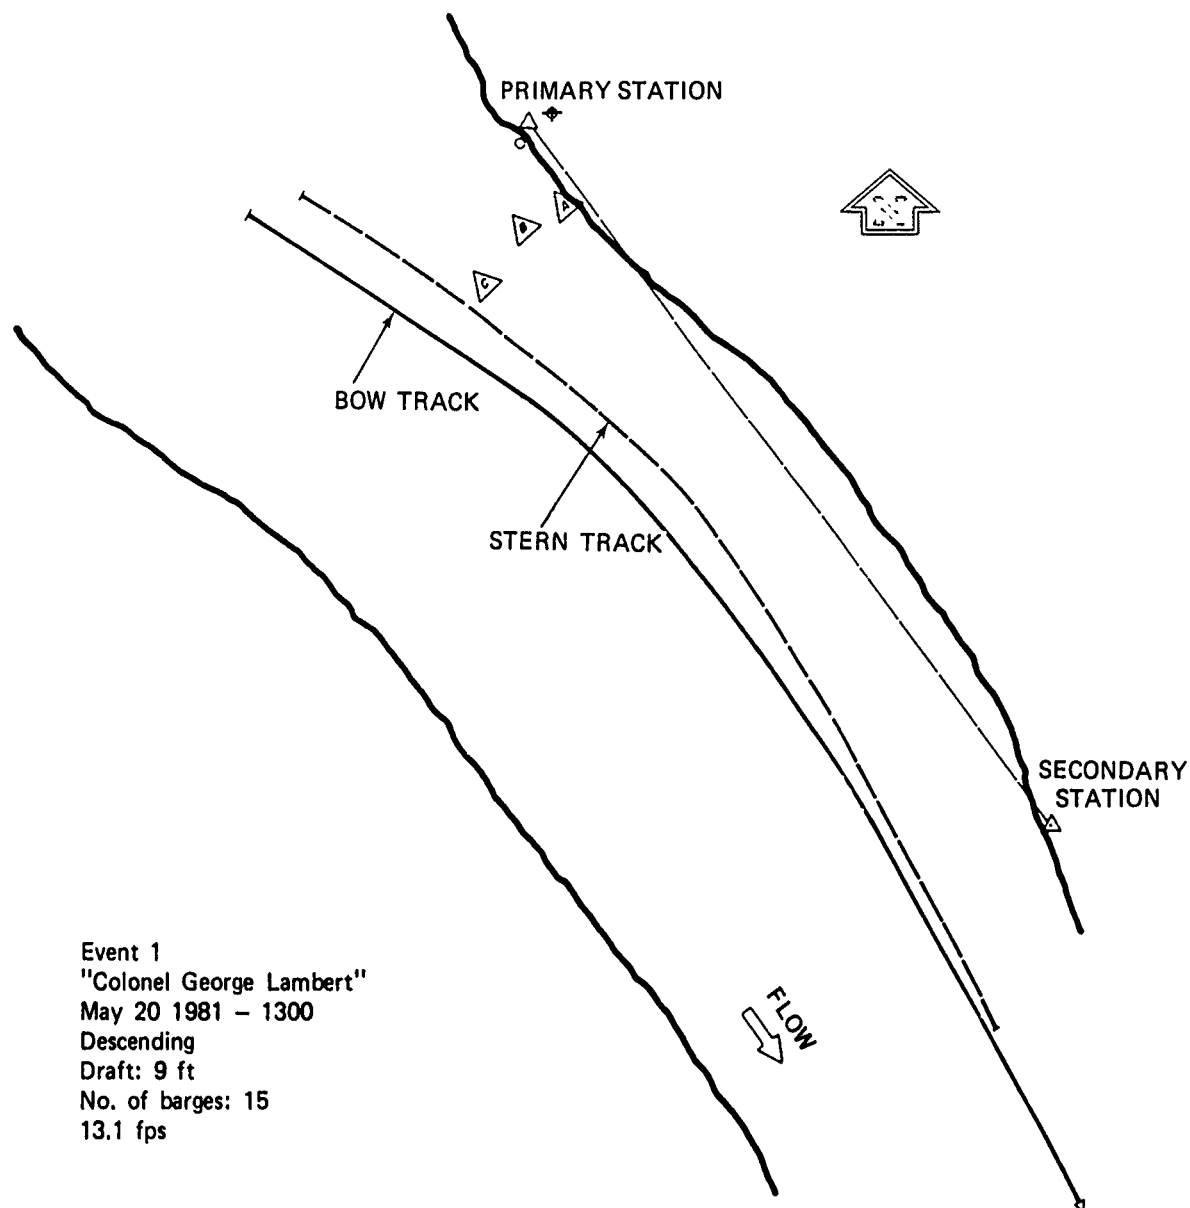 PRIMARY STATION
A
B
C
BOW TRACK
STERN TRACK
SECONDARY
STATION
FLOW
Event 1
"Colonel George Lambert"
May 20 1981 – 1300
Descending
Draft: 9 ft
No. of barges: 15
13.1 fps